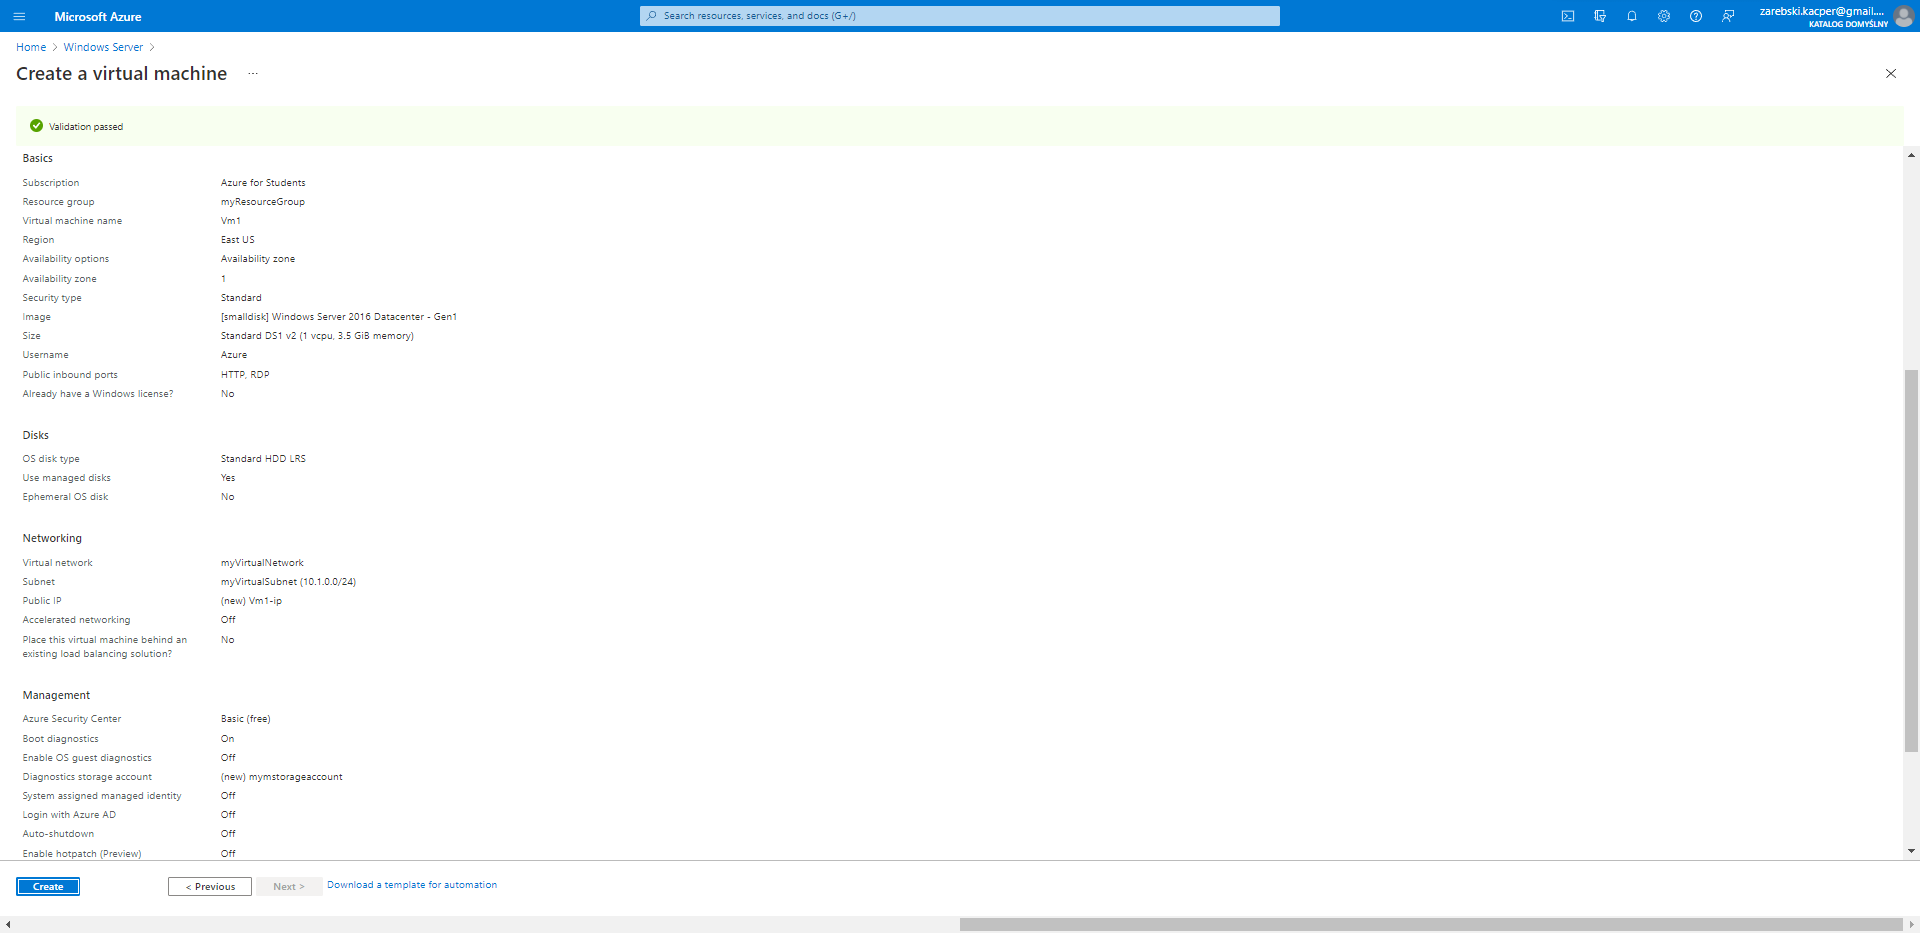 Microsoft Azure
Search resources, services, and docs (G+/)
zarebski.kacper@gmail....
KATALOG DOMYŚLNY
Home > Windows Server >
Create a virtual machine ...
Validation passed
Basics
Subscription Azure for Students
Resource group myResourceGroup
Virtual machine name Vm1
Region East US
Availability options Availability zone
Availability zone 1
Security type Standard
Image [smalldisk] Windows Server 2016 Datacenter - Gen1
Size Standard DS1 v2 (1 vcpu, 3.5 GiB memory)
Username Azure
Public inbound ports HTTP, RDP
Already have a Windows license? No
Disks
OS disk type Standard HDD LRS
Use managed disks Yes
Ephemeral OS disk No
Networking
Virtual network myVirtualNetwork
Subnet myVirtualSubnet (10.1.0.0/24)
Public IP (new) Vm1-ip
Accelerated networking Off
Place this virtual machine behind an No
existing load balancing solution?
Management
Azure Security Center Basic (free)
Boot diagnostics On
Enable OS guest diagnostics Off
Diagnostics storage account (new) mymstorageaccount
System assigned managed identity Off
Login with Azure AD Off
Auto-shutdown Off
Enable hotpatch (Preview) Off
Create < Previous Next > Download a template for automation